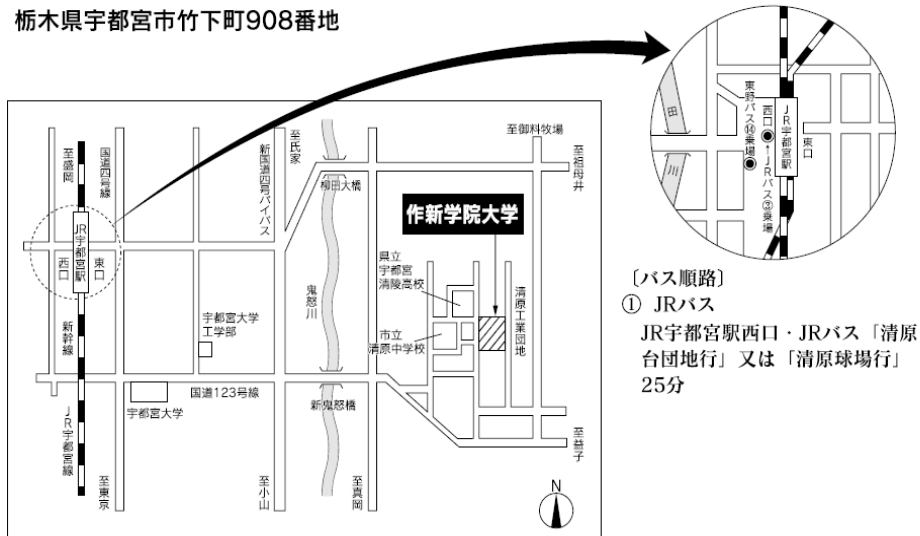 栃木県宇都宮市竹下町908番地
至盛岡
国道四号線
新国道四号バイパス
至氏家
柳田大橋
至御料牧場
至祖母井
作新学院大学
JR宇都宮駅
西口
東口
鬼怒川
県立
宇都宮
清陵高校
市立
清原中学校
清原工業団地
新幹線
宇都宮大学
工学部
国道123号線
宇都宮大学
新鬼怒橋
JR宇都宮線
至東京
至小山
至真岡
至益子
N
田
川
東野バス⑭乗場
西口
↑JRバス③乗場
JR宇都宮駅
東口
〔バス順路〕
① JRバス
JR宇都宮駅西口・JRバス「清原
台団地行」又は「清原球場行」
25分